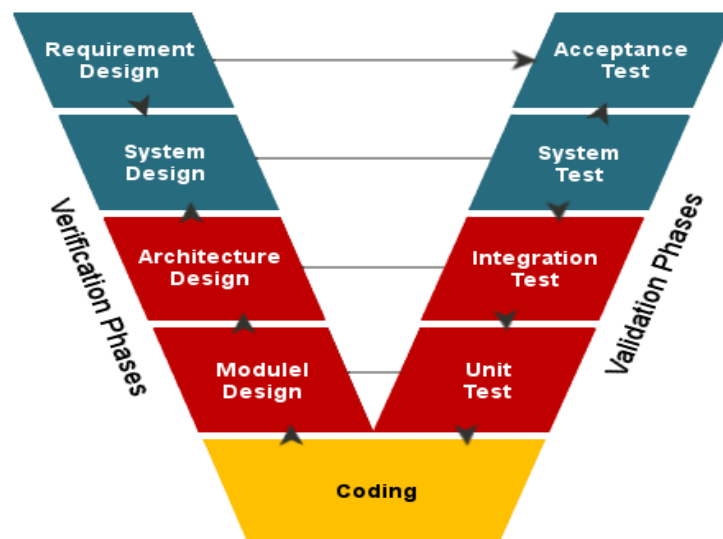 Requirement
Design
Acceptance
Test
System
Design
System
Test
Verification Phases
Validation Phases
Architecture
Design
Integration
Test
Modulel
Design
Unit
Test
Coding